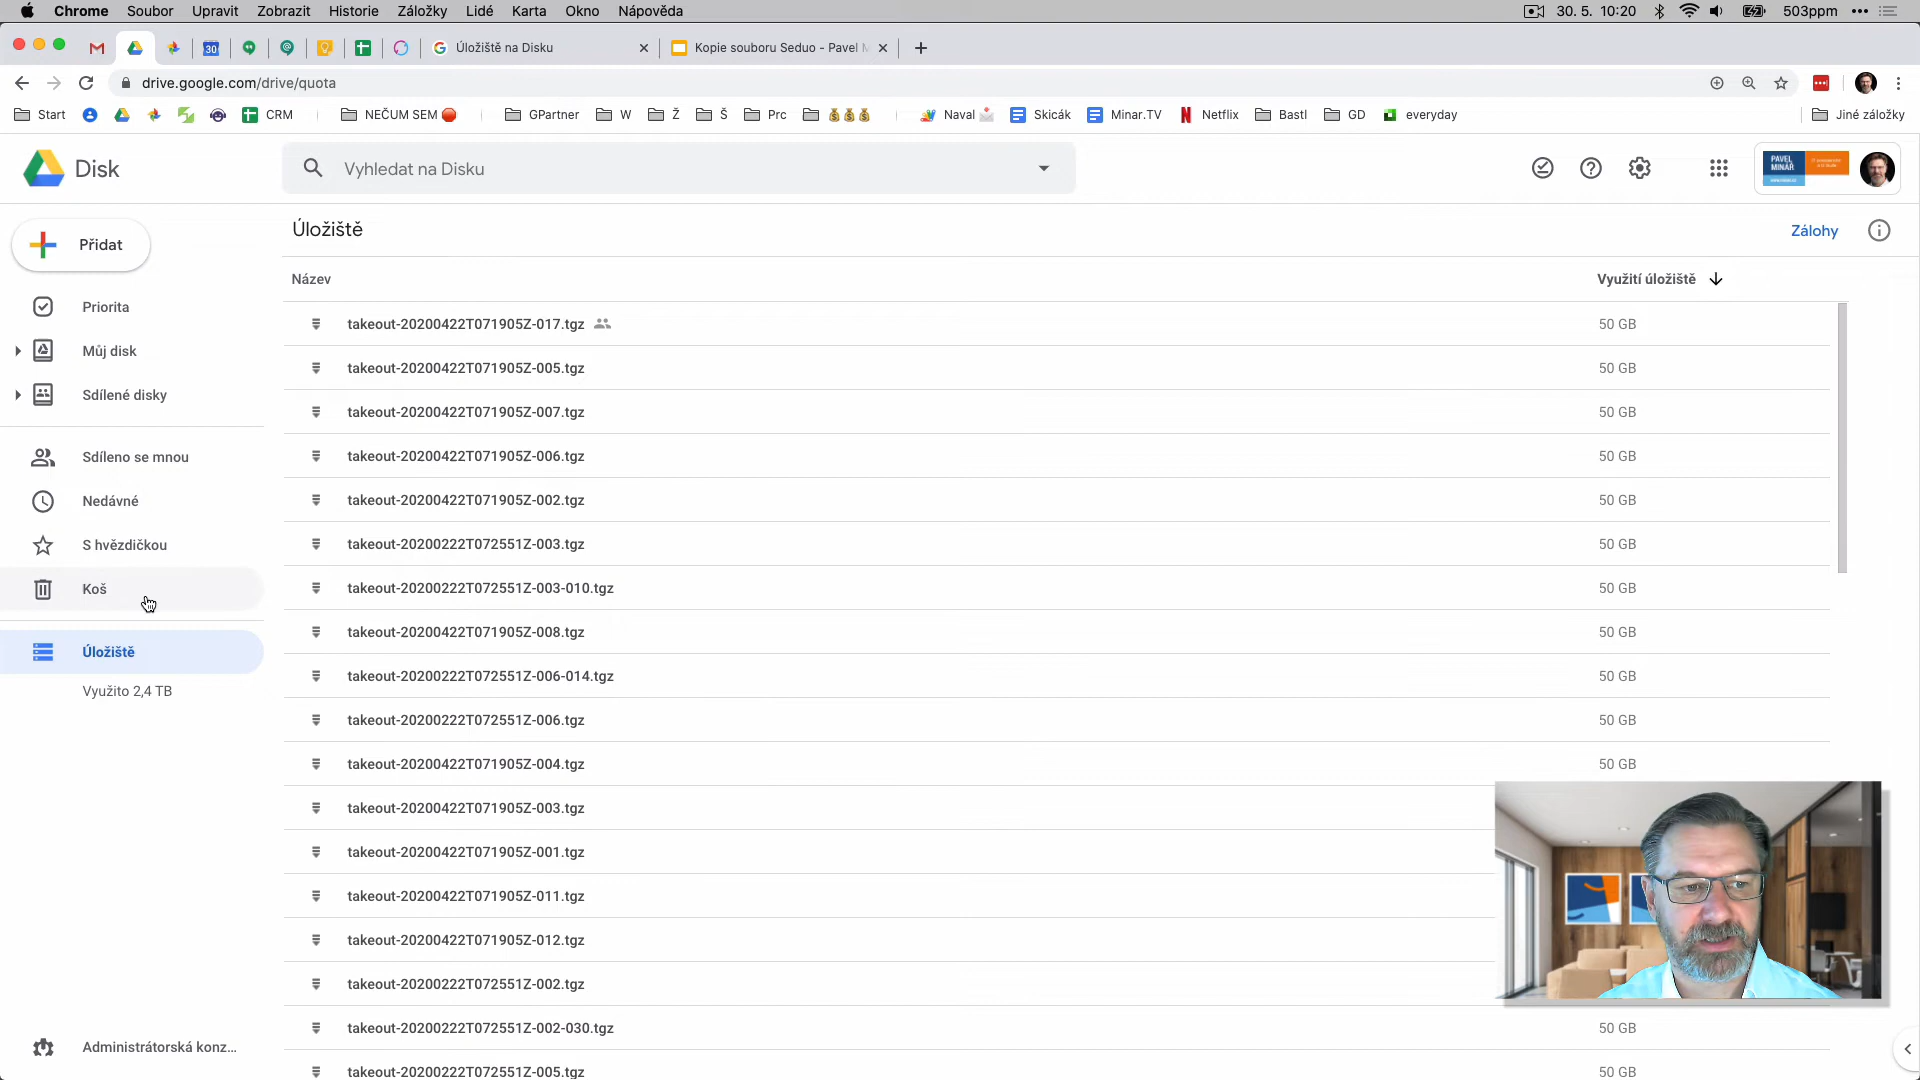 Chrome Soubor Upravit Zobrazit Historie Záložky Lidé Karta Okno Nápověda 30. 5. 10:20 503ppm
30 Úložiště na Disku Kopie souboru Seduo - Pavel M
drive.google.com/drive/quota
Start CRM NEČUM SEM GPartner W Ž Š Prc Naval Skicák Minar.TV Netflix Bastl GD everyday Jiné záložky
Disk Vyhledat na Disku PAVEL MINÁŘ
Přidat Úložiště Zálohy
Název Využití úložiště
Priorita
Můj disk
Sdílené disky
Sdíleno se mnou
Nedávné
S hvězdičkou
Koš
Úložiště
Využito 2,4 TB
Administrátorská konz...
takeout-20200422T071905Z-017.tgz 50 GB
takeout-20200422T071905Z-005.tgz 50 GB
takeout-20200422T071905Z-007.tgz 50 GB
takeout-20200422T071905Z-006.tgz 50 GB
takeout-20200422T071905Z-002.tgz 50 GB
takeout-20200222T072551Z-003.tgz 50 GB
takeout-20200222T072551Z-003-010.tgz 50 GB
takeout-20200422T071905Z-008.tgz 50 GB
takeout-20200222T072551Z-006-014.tgz 50 GB
takeout-20200222T072551Z-006.tgz 50 GB
takeout-20200422T071905Z-004.tgz 50 GB
takeout-20200422T071905Z-003.tgz
takeout-20200422T071905Z-001.tgz
takeout-20200422T071905Z-011.tgz
takeout-20200422T071905Z-012.tgz
takeout-20200222T072551Z-002.tgz
takeout-20200222T072551Z-002-030.tgz 50 GB
takeout-20200222T072551Z-005.tgz 50 GB